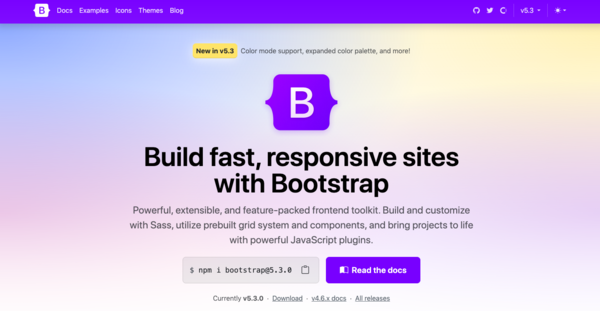 B Docs Examples Icons Themes Blog v5.3
New in v5.3 Color mode support, expanded color palette, and more!
B
Build fast, responsive sites
with Bootstrap
Powerful, extensible, and feature-packed frontend toolkit. Build and customize
with Sass, utilize prebuilt grid system and components, and bring projects to life
with powerful JavaScript plugins.
$ npm i bootstrap@5.3.0 Read the docs
Currently v5.3.0 · Download · v4.6.x docs · All releases